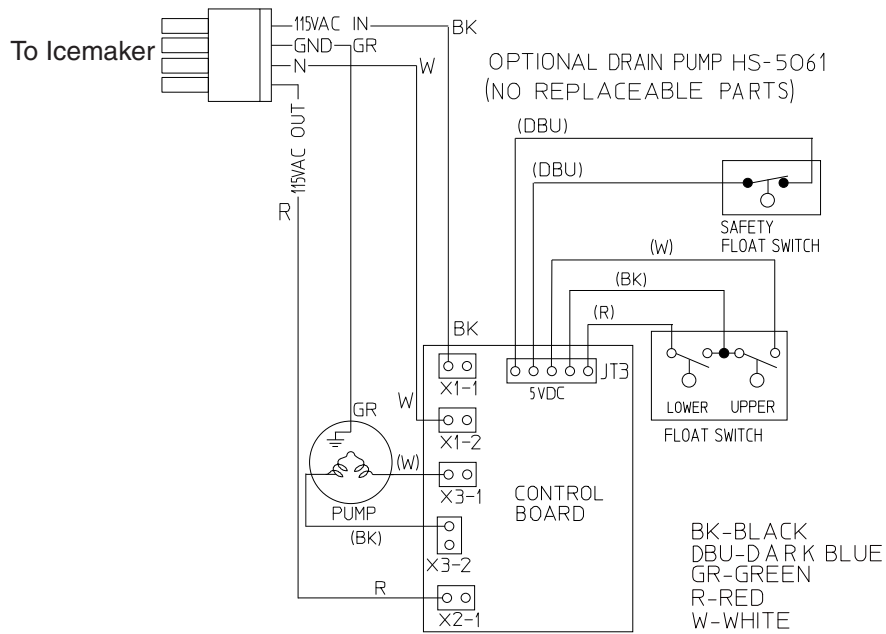 To Icemaker
115VAC IN
BK
GND
GR
N
W
OPTIONAL DRAIN PUMP HS-5061
(NO REPLACEABLE PARTS)
115VAC OUT
R
(DBU)
(DBU)
SAFETY
FLOAT SWITCH
(W)
(BK)
(R)
BK
JT3
5VDC
X1-1
LOWER UPPER
FLOAT SWITCH
GR
W
X1-2
(W)
X3-1
PUMP
(BK)
X3-2
CONTROL
BOARD
R
X2-1
BK-BLACK
DBU-DARK BLUE
GR-GREEN
R-RED
W-WHITE